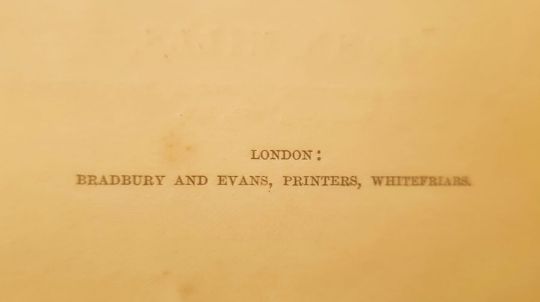 LONDON:
BRADBURY AND EVANS, PRINTERS, WHITEFRIARS.